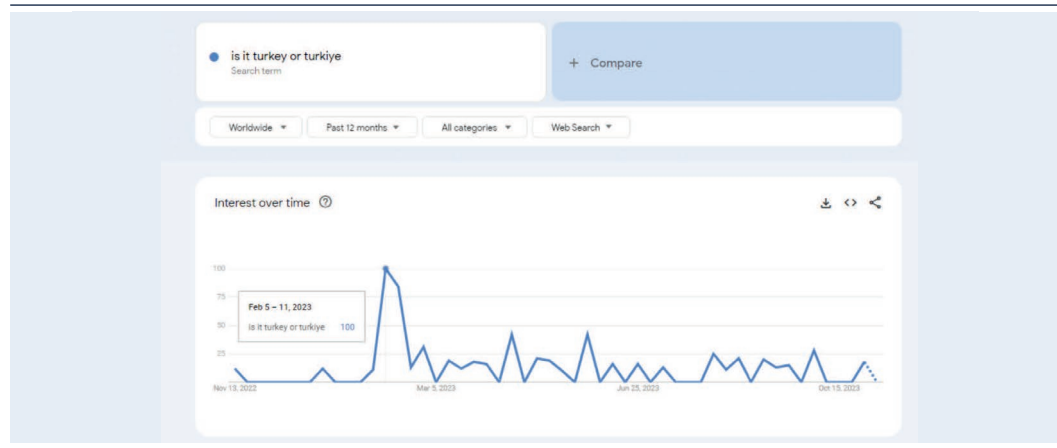 is it turkey or turkiye
Search term
+ Compare
Worldwide
Past 12 months
All categories
Web Search
Interest over time
100
75
50
25
Feb 5 – 11, 2023
is it turkey or turkiye 100
Nov 13, 2022
Mar 5, 2023
Jun 25, 2023
Oct 15, 2023